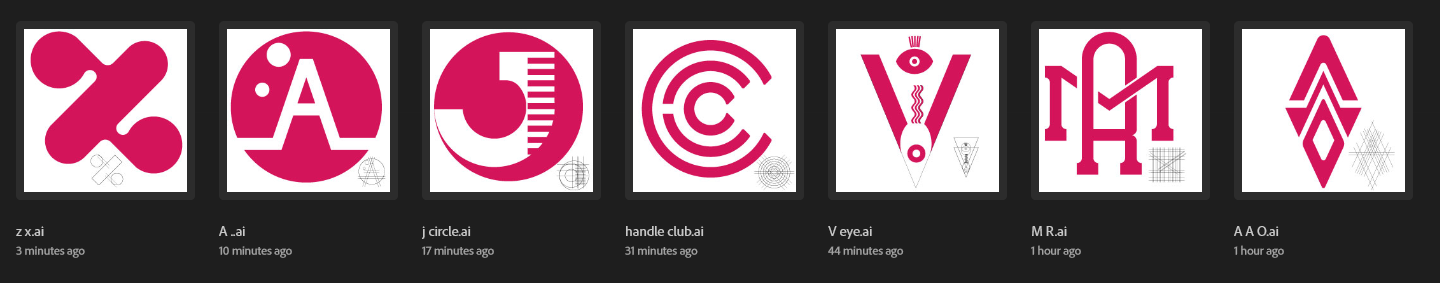 z x.ai
3 minutes ago
A ..ai
10 minutes ago
j circle.ai
17 minutes ago
handle club.ai
31 minutes ago
V eye.ai
44 minutes ago
M R.ai
1 hour ago
A A O.ai
1 hour ago